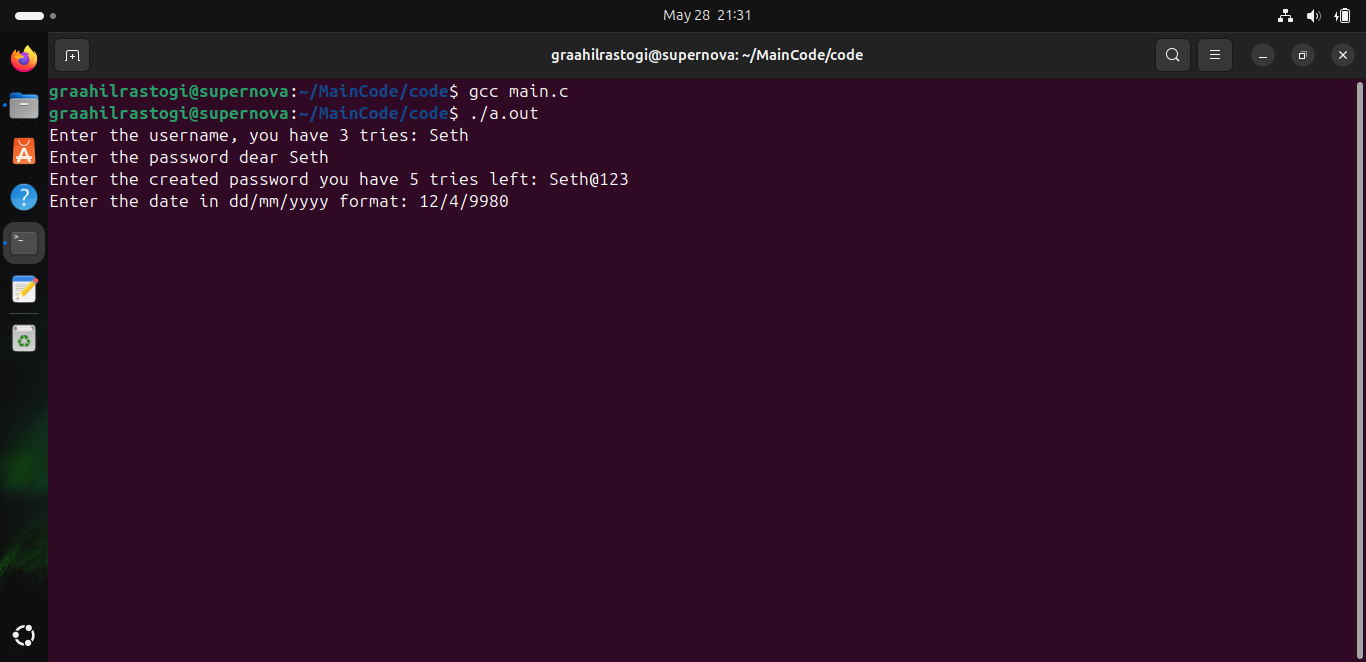 May 28 21:31
graahilrastogi@supernova: ~/MainCode/code
graahilrastogi@supernova:~/MainCode/code$ gcc main.c
graahilrastogi@supernova:~/MainCode/code$ ./a.out
Enter the username, you have 3 tries: Seth
Enter the password dear Seth
Enter the created password you have 5 tries left: Seth@123
Enter the date in dd/mm/yyyy format: 12/4/9980